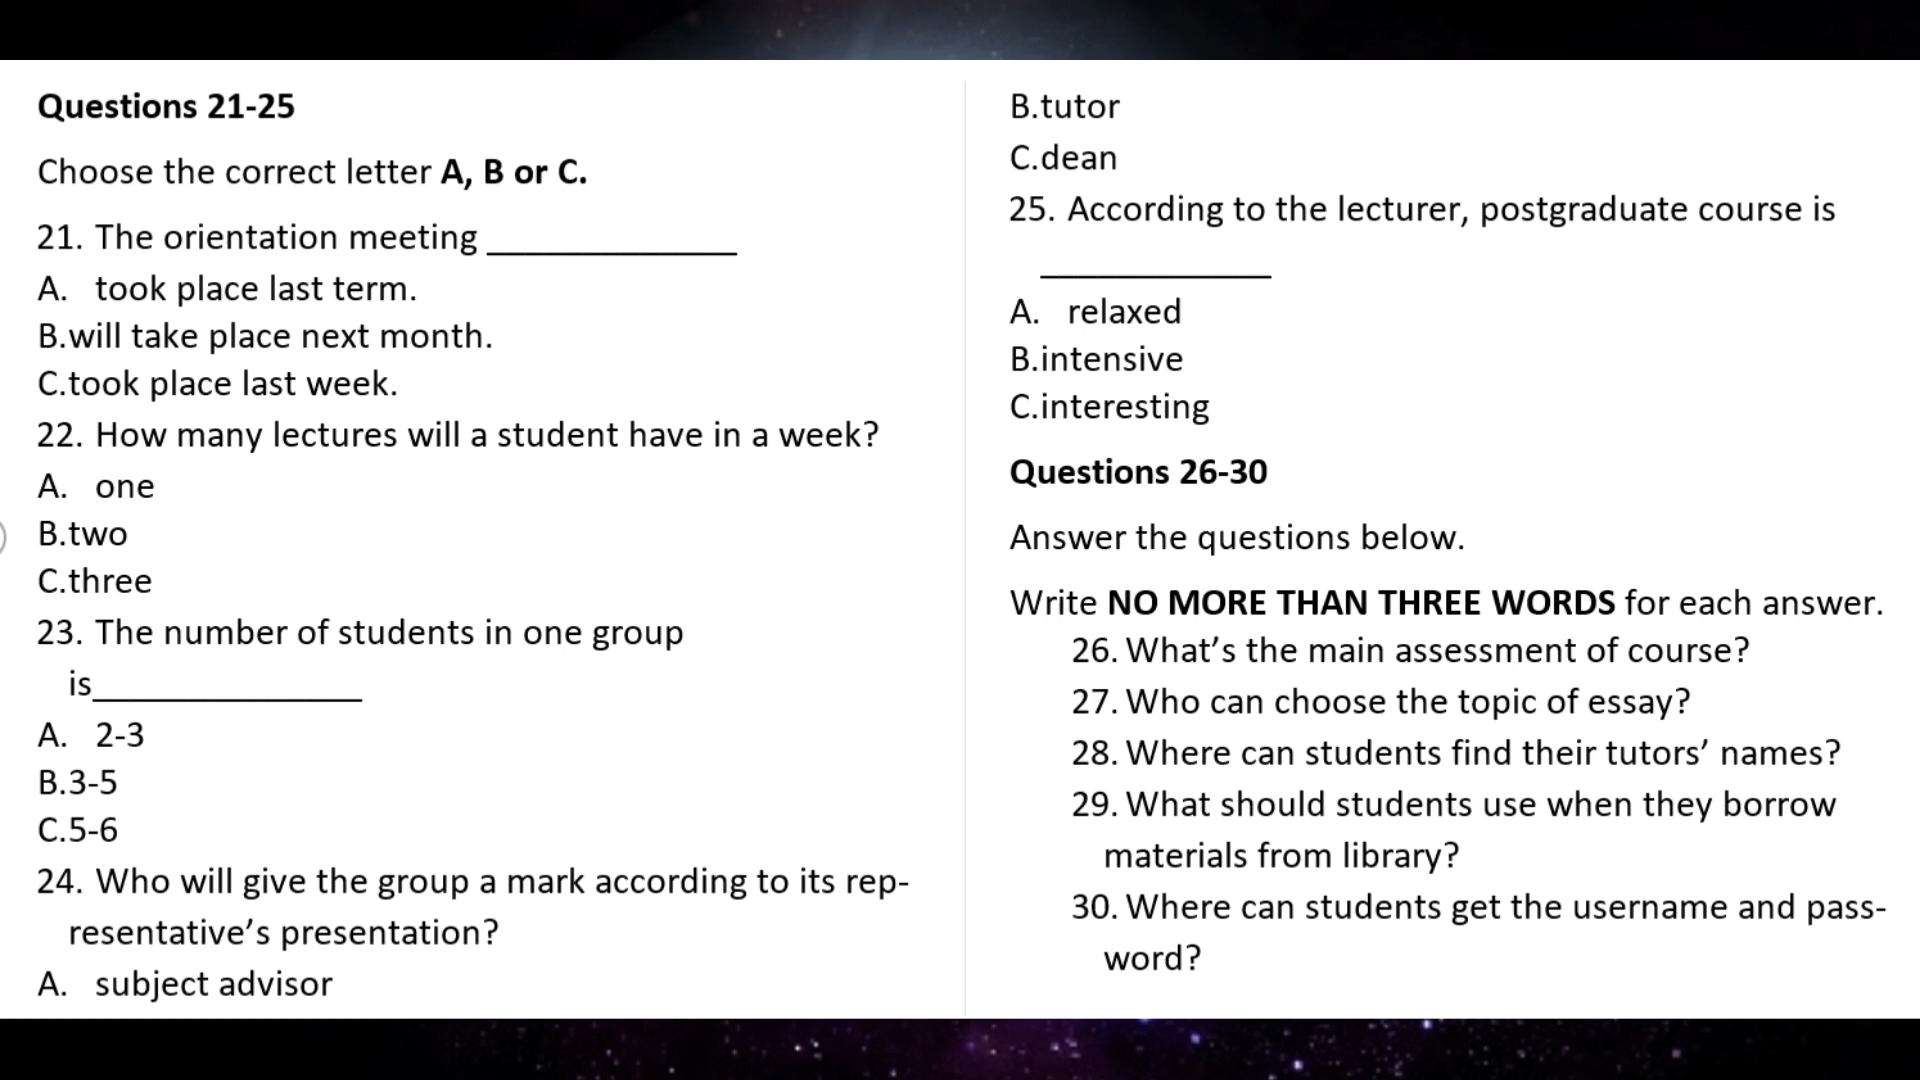 Questions 21-25
Choose the correct letter A, B or C.
21. The orientation meeting _____________
A. took place last term.
B.will take place next month.
C.took place last week.
22. How many lectures will a student have in a week?
A. one
B.two
C.three
23. The number of students in one group
is______________
A. 2-3
B.3-5
C.5-6
24. Who will give the group a mark according to its rep-
resentative’s presentation?
A. subject advisor
B.tutor
C.dean
25. According to the lecturer, postgraduate course is
____________
A. relaxed
B.intensive
C.interesting
Questions 26-30
Answer the questions below.
Write NO MORE THAN THREE WORDS for each answer.
26. What’s the main assessment of course?
27. Who can choose the topic of essay?
28. Where can students find their tutors’ names?
29. What should students use when they borrow
materials from library?
30. Where can students get the username and pass-
word?